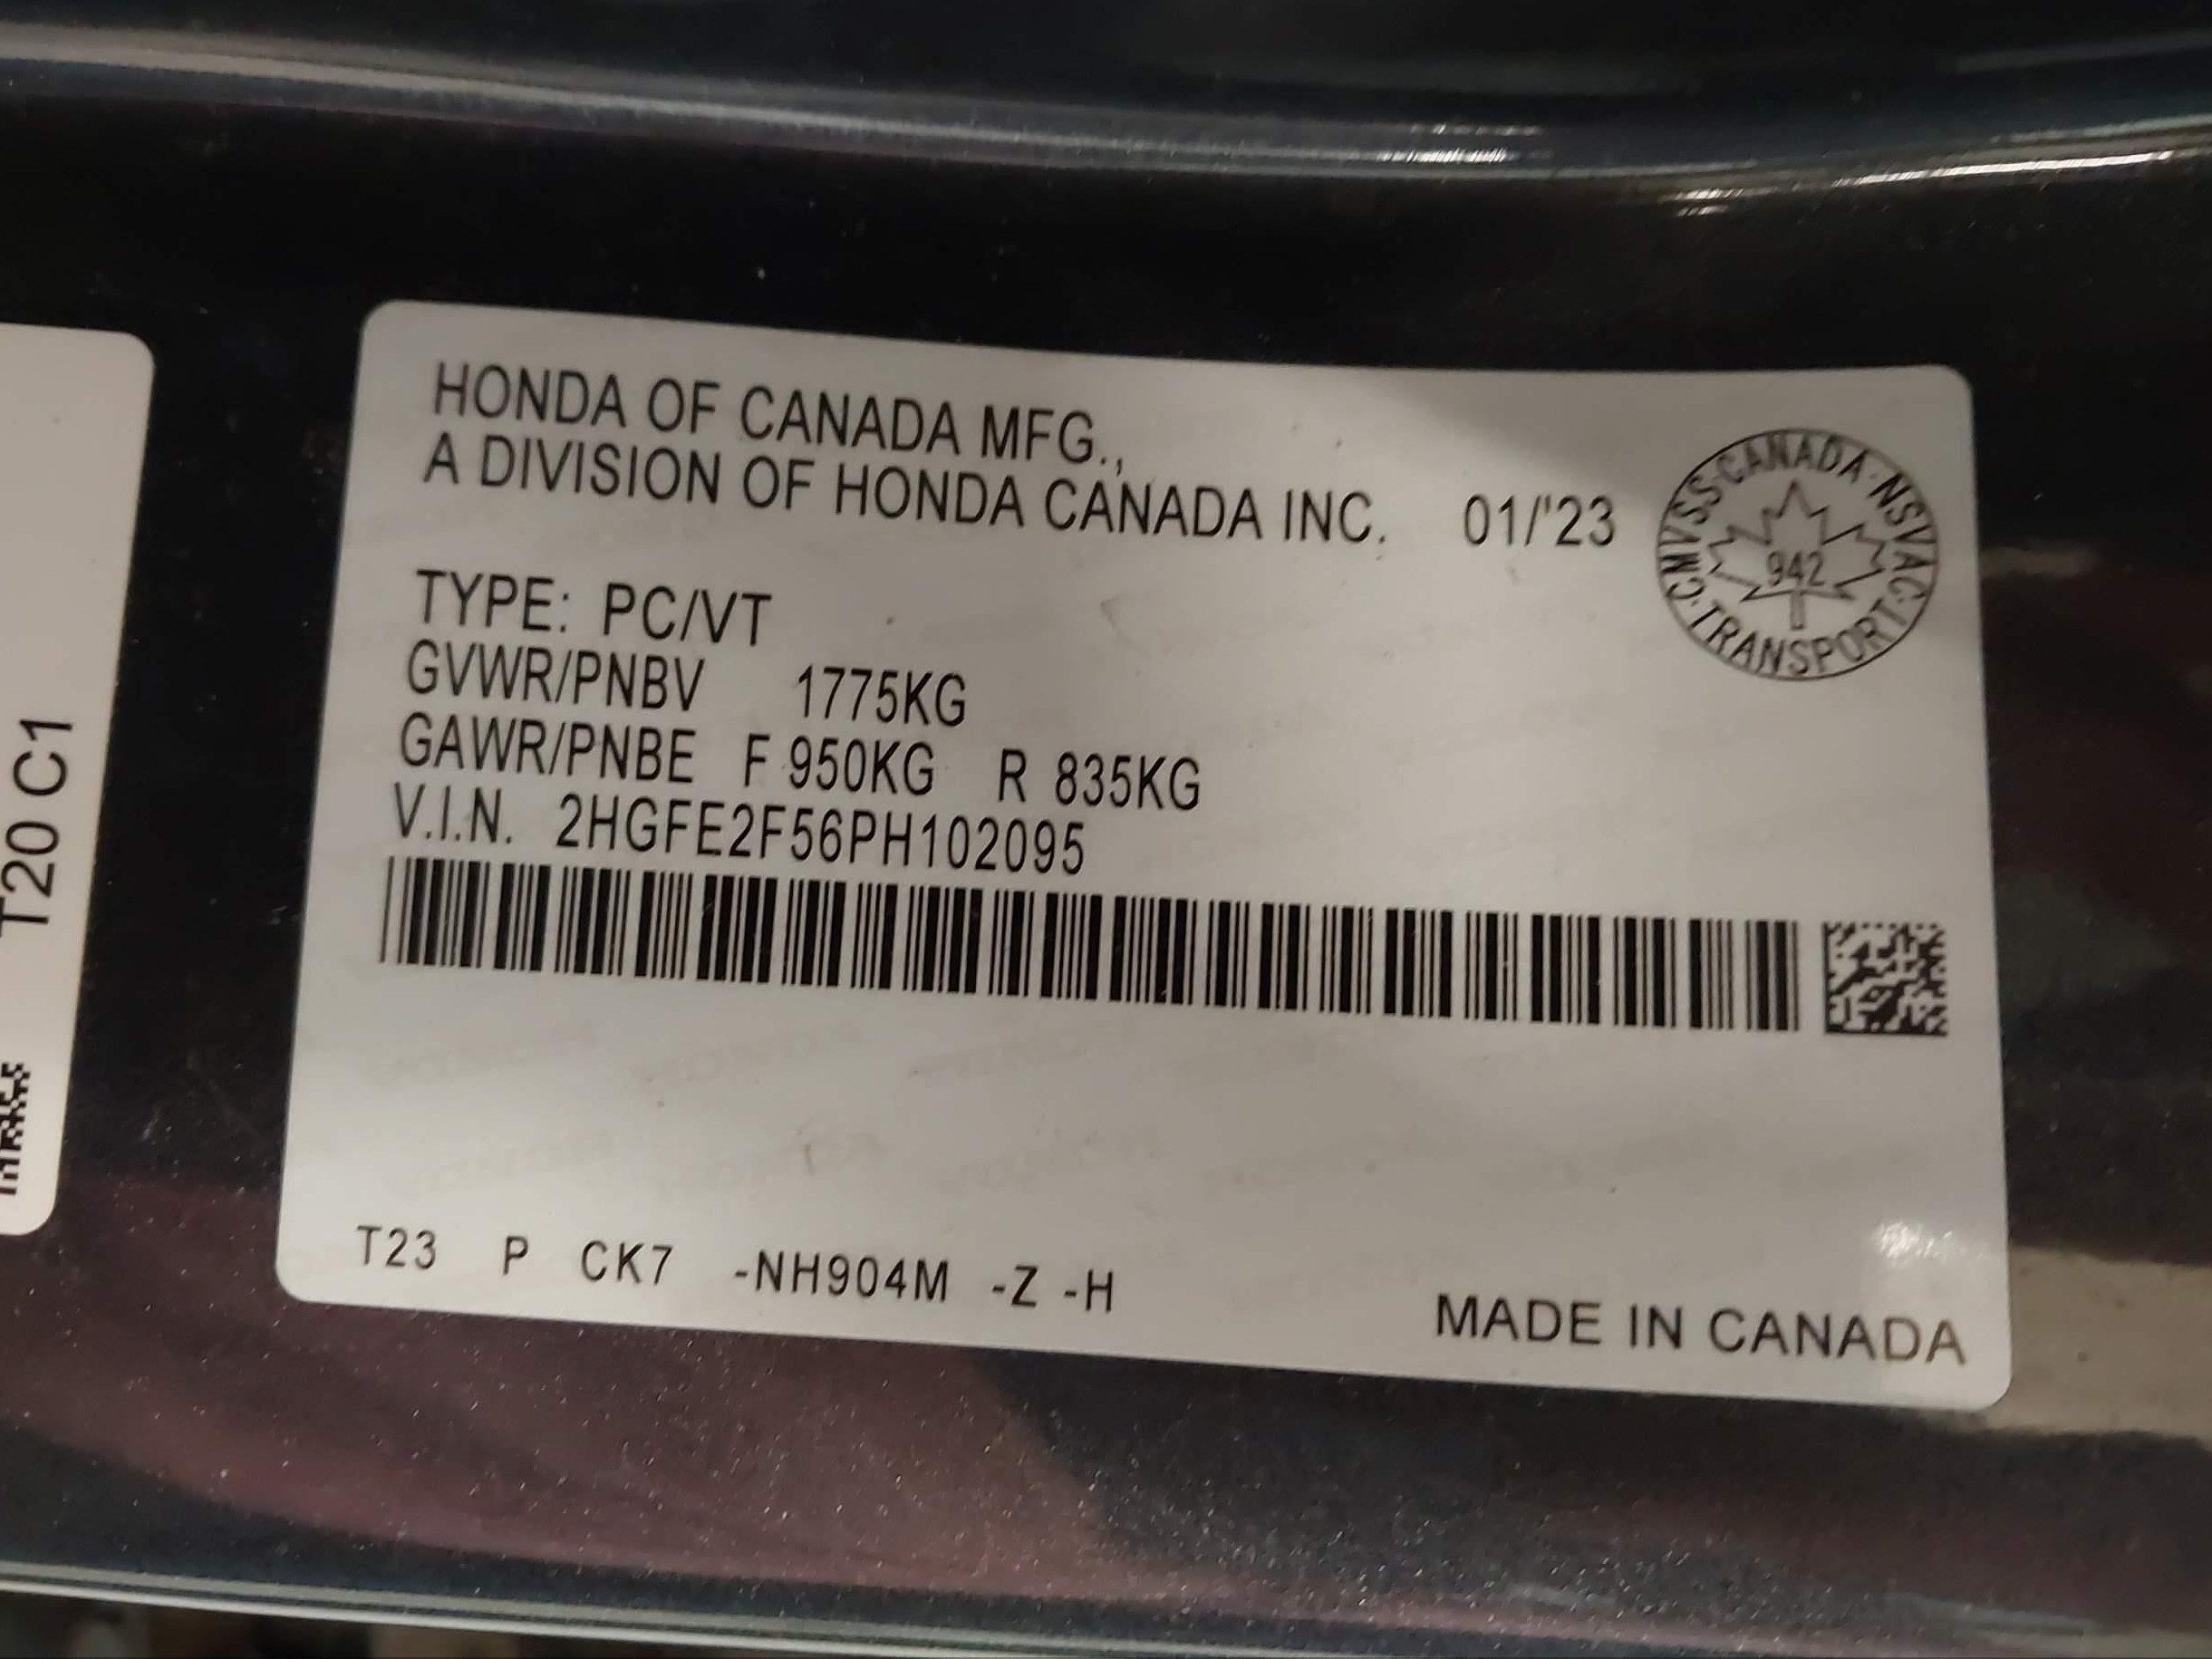 HONDA OF CANADA MFG.,
A DIVISION OF HONDA CANADA INC. 01/'23
CMVSS·CANADA·NSVAC·TRANSPORT
942
TYPE: PC/VT
GVWR/PNBV 1775KG
GAWR/PNBE F 950KG R 835KG
V.I.N. 2HGFE2F56PH102095
T23 P CK7 -NH904M -Z -H
MADE IN CANADA
T20 C1